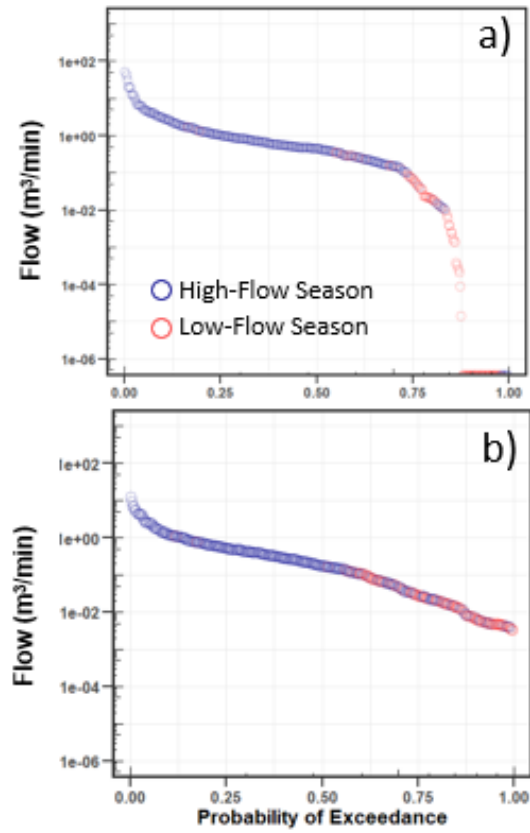 a)
1e+02
1e+00
1e-02
1e-04
1e-06
Flow (m³/min)
High-Flow Season
Low-Flow Season
0.00 0.25 0.50 0.75 1.00
b)
1e+02
1e+00
1e-02
1e-04
1e-06
Flow (m³/min)
0.00 0.25 0.50 0.75 1.00
Probability of Exceedance